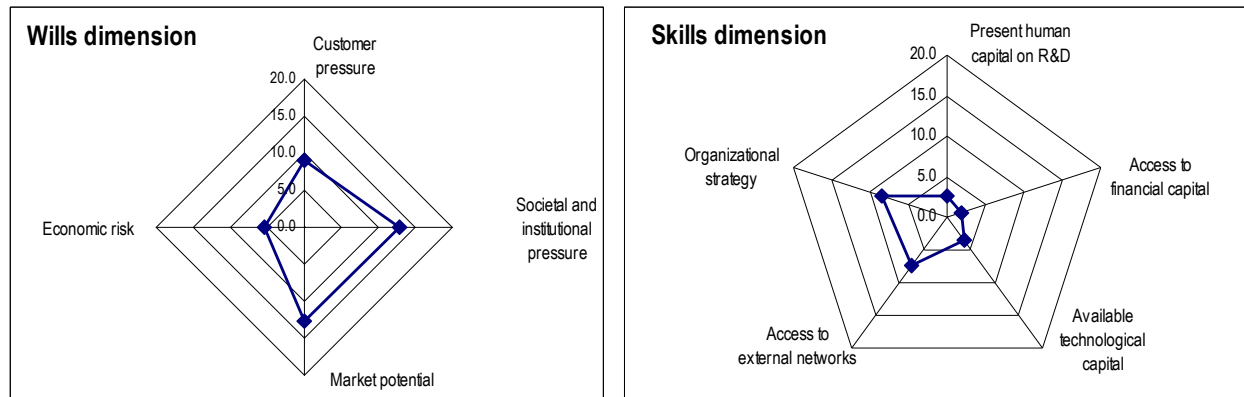 Wills dimension
Customer
pressure
20.0
15.0
10.0
5.0
0.0
Economic risk
Societal and
institutional
pressure
Market potential
Skills dimension
Present human
capital on R&D
20.0
15.0
10.0
5.0
0.0
Organizational
strategy
Access to
financial capital
Access to
external networks
Available
technological
capital